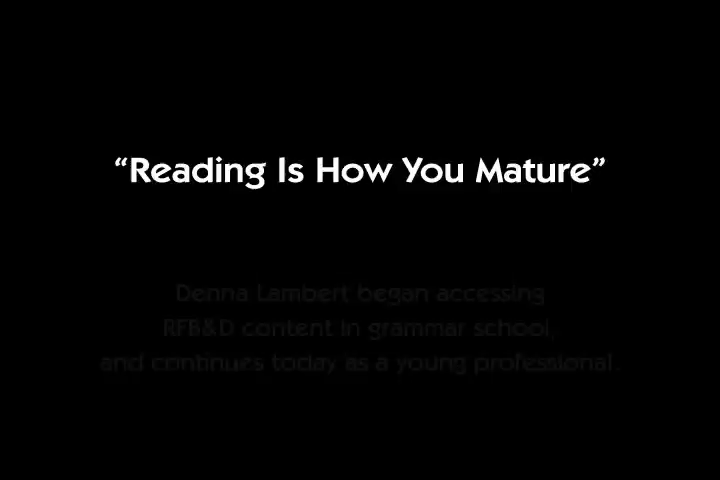 “Reading Is How You Mature”
Denna Lambert began accessing
RFB&D content in grammar school,
and continues today as a young professional.